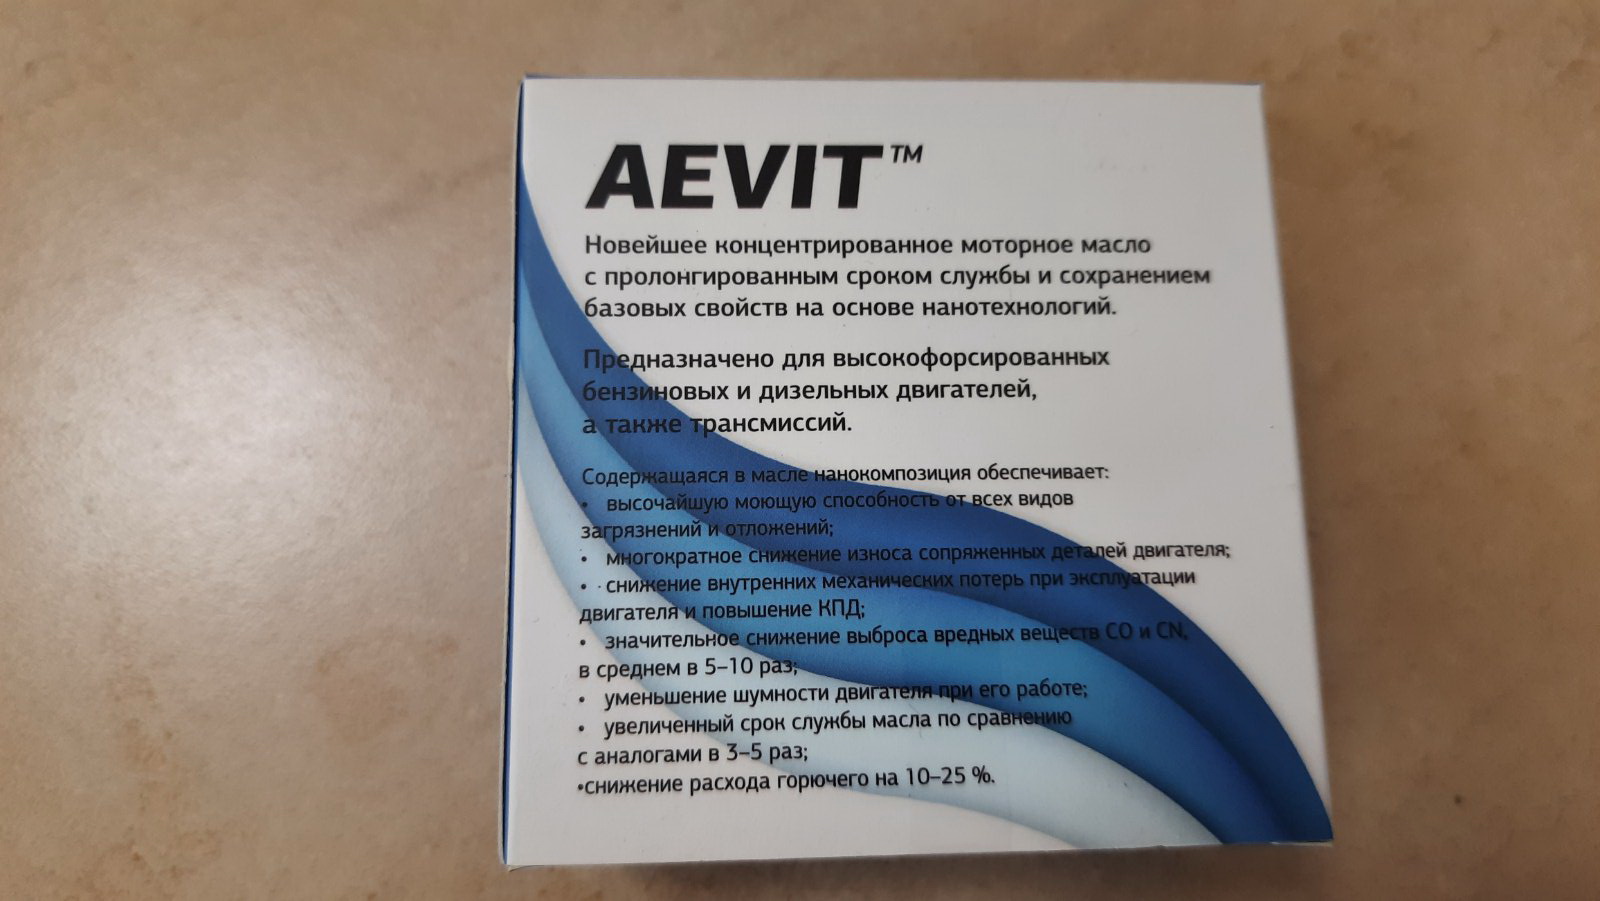 AEVIT™
Новейшее концентрированное моторное масло
с пролонгированным сроком службы и сохранением
базовых свойств на основе нанотехнологий.
Предназначено для высокофорсированных
бензиновых и дизельных двигателей,
а также трансмиссий.
Содержащаяся в масле нанокомпозиция обеспечивает:
• высочайшую моющую способность от всех видов
загрязнений и отложений;
• многократное снижение износа сопряженных деталей двигателя;
• снижение внутренних механических потерь при эксплуатации
двигателя и повышение КПД;
• значительное снижение выброса вредных веществ CO и CN,
в среднем в 5–10 раз;
• уменьшение шумности двигателя при его работе;
• увеличенный срок службы масла по сравнению
с аналогами в 3–5 раз;
•снижение расхода горючего на 10–25 %.